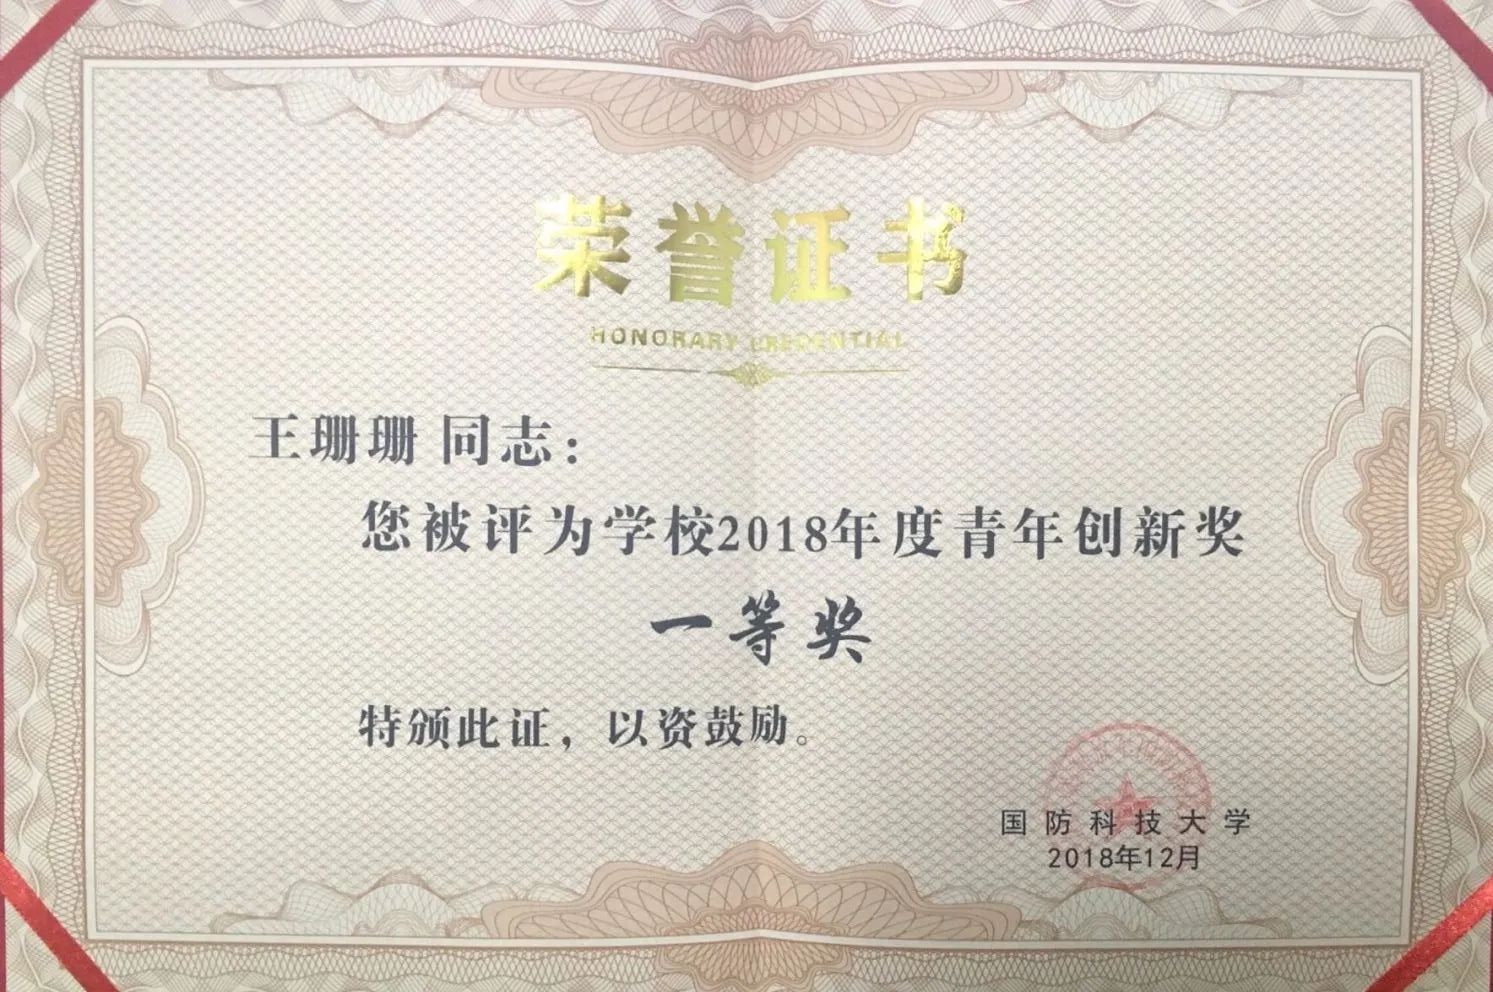 荣誉证书
HONORARY CREDENTIAL
王珊珊 同志：
您被评为学校2018年度青年创新奖
一等奖
特颁此证，以资鼓励。
国防科技大学
2018年12月